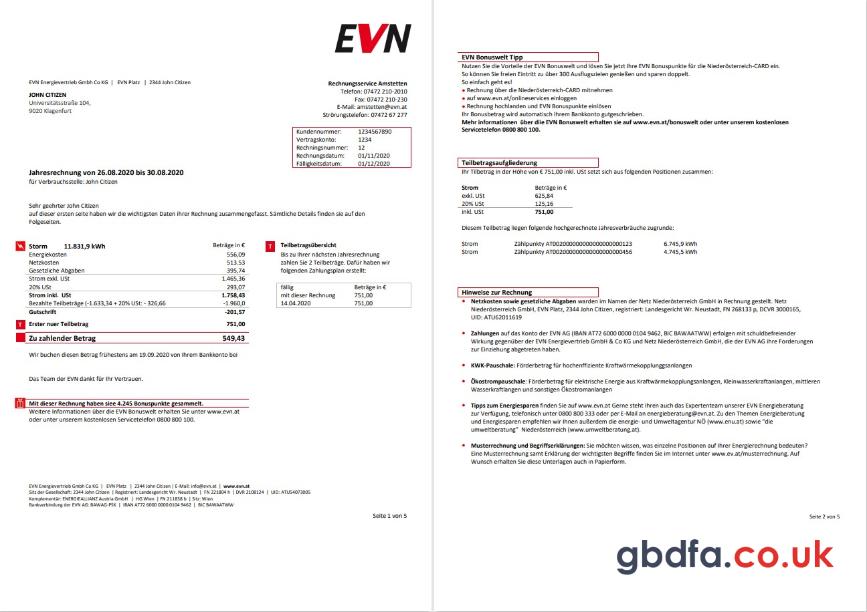 EVN
EVN Energievertrieb Gmbh Co KG | EVN Platz | 2344 John Citizen
JOHN CITIZEN
Universitätsstraße 104,
9020 Klagenfurt
Rechnungsservice Amstetten
Telefon: 07472 210-2010
Fax: 07472 210-230
E-Mail: amstetten@evn.at
Strörungstelefon: 07472 67 277
Kundennummer: 1234567890
Vertragskonto: 1234
Rechningsnummer: 12
Rechnungsdatum: 01/11/2020
Fälligkeitsdatum: 01/12/2020
Jahresrechnung von 26.08.2020 bis 30.08.2020
für Verbrauchsstelle: John Citizen
Sehr geehrter John Citizen
auf dieser ersten seite haben wir die wichtigsten Daten ihrer Rechnung zusammengefasst. Sämtliche Details finden sie auf den
Folgeseiten.
Storm 11.831,9 kWh Beträge in €
Energiekosten 556,09
Netzkosten 513.53
Gesetzliche Abgaben 395,74
Strom exkl. USt 1.465,36
20% USt 293,07
Strom inkl. USt 1.758,43
Bezahlte Teilbeträge (-1.633,34 + 20% USt: - 326,66
Gutschrift -201,57
T Erster nuer Teilbetrag 751,00
Zu zahlender Betrag 549,43
T Teilbetragsübersicht
Bis zu Ihrer nächsten Jahresrechnung
zahlen Sie 2 Teilbeträge. Dafür haben wir
folgenden Zahlungsplan erstellt:
fällig Beträge in €
mit dieser Rechnung 751,00
14.04.2020 751,00
Wir buchen diesen Betrag frühestens am 19.09.2020 von Ihrem Bankkonto bei
Das Team der EVN dankt für Ihr Vertrauen.
Mit dieser Rechnung haben siee 4.245 Bonuspunkte gesammelt.
Weitere Informationen über die EVN Bonuswelt erhalten Sie unter www.evn.at
oder unter unserem kostenlosen Servicetelefon 0800 800 100.
EVN Energievertrieb Gmbh Co KG | EVN Platz | 2344 John Citizen | E-Mail: info@evn.at | www.evn.at
Sitz der Gesellschaft: 2344 John Citizen | Registriert: Landesgericht Wr. Neustadt | FN 221804 h | DVR 2108124 | UID: ATU54073805
Komplementär: ENERGIEALLIANZ Austria GmbH | HG Wien | FN 211838 b | Sitz: Wien
Bankverbindung der EVN AG: BAWAG-PSK | IBAN AT72 6000 0000 0104 9462 | BIC BAWAATWW
Seite 1 von 5
EVN Bonuswelt Tipp
Nutzen Sie die Vorteile der EVN Bonuswelt und lösen Sie jetzt Ihre EVN Bonuspunkte für die Niederösterreich-CARD ein.
So können Sie freien Eintritt zu über 300 Ausflugszielen genießen und sparen doppelt.
So einfach geht es!
• Rechnung über die Niederösterreich-CARD mitnehmen
• auf www.evn.at/onlineservices einloggen
• Rechnung hochlanden und EVN Bonuspunkte einlösen
Ihr Bonusbetrag wird automatisch Ihrem Bankkonto gutgeschrieben.
Mehr Informationen über die EVN Bonuswelt erhalten sie auf www.evn.at/bonuswelt oder unter unserem kostenlosen
Servicetelefon 0800 800 100.
Teilbetragsaufgliederung
Ihr Tilbetrag in der Höhe von € 751,00 inkl. USt setzt sich aus folgenden Positionen zusammen:
Strom Beträge in €
exkl. USt 625,84
20% USt 125,16
inkl. USt 751,00
Diesem Teilbetrag liegen folgende hochgerechnete Jahresverbräuche zugrunde:
Strom Zählpunkty AT0020000000000000000000123 6.745,9 kWh
Strom Zählpunkty AT0020000000000000000000456 4.745,5 kWh
Hinweise zur Rechnung
• Netzkosten sowie gesetzliche Abgaben warden im Namen der Netz Niederösterreich GmbH in Rechnung gestellt. Netz
Niederösterreich GmbH, EVN Platz, 2344 John Citizen, registriert: Landesgericht Wr. Neustadt, FN 268133 p, DCVR 3000165,
UID: ATU62011619
• Zahlungen auf das Konto der EVN AG (IBAN AT72 6000 0000 0104 9462, BIC BAWAATWW) erfolgen mit schuldbefreiender
Wirkung gegenüber der EVN Energievertrieb GmbH & Co KG und Netz Niederösterreich GmbH, die der EVN AG ihre Forderungen
zur Einziehung abgetreten haben.
• KWK-Pauschale: Förderbetrag für hocheffiziente Kraftwärmekopplunggsanlongen
• Ökostrompauschale: Förderbetrag für elektrische Energie aus Kraftwärmekopplungsanlongen, Kleinwasserkraftanlongen, mittleren
Wasserkraftlongen und sonstigen Ökostromanlongen
• Tipps zum Energiesparen finden Sie auf www.evn.at Gerne steht Ihnen auch das Expertenteam unserer EVN Energieberatung
zur Verfügung, telefonisch unter 0800 800 333 oder per E-Mail an energieberatung@evn.at. Zu den Themen Energieberatung
und Energiesparen empfehlen wir Ihnen außerdem die energie- und Umweltagentur NÖ (www.enu.at) sowie "die
umweltberatung" Niederösterreich (www.umweltberatung.at).
• Musterrechnung und Begriffserklärungen: Sie möchten wissen, was einzelne Positionen auf Ihrer Energierechnung bedeuten?
Eine Musterrechnung samt Erklärung der wichtigsten Begriffe finden Sie im Internet unter www.ev.at/musterrechnung. Auf
Wunsch erhalten Sie diese Unterlagen auch in Papierform.
Seite 2 von 5
gbdfa.co.uk